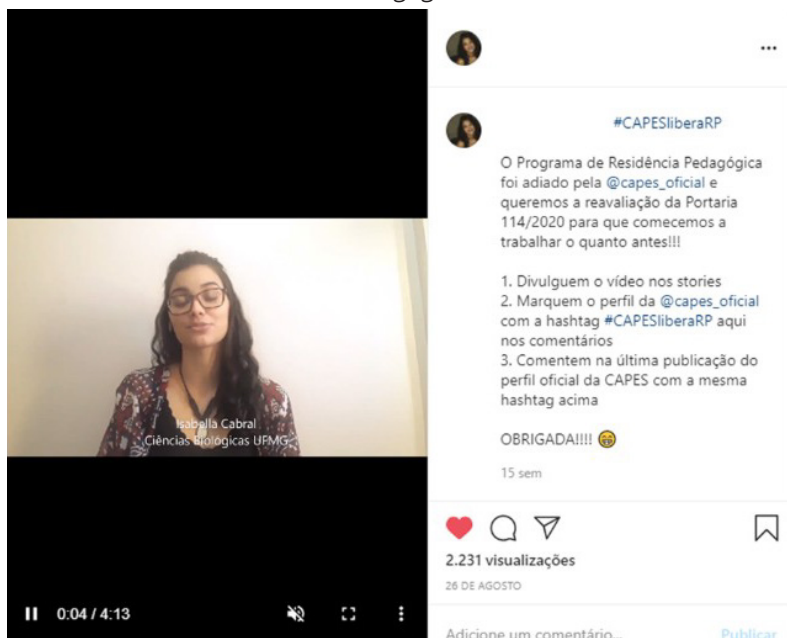 #CAPESliberaRP
O Programa de Residência Pedagógica
foi adiado pela @capes_oficial e
queremos a reavaliação da Portaria
114/2020 para que comecemos a
trabalhar o quanto antes!!!
1. Divulguem o vídeo nos stories
2. Marquem o perfil da @capes_oficial
com a hashtag #CAPESliberaRP aqui
nos comentários
3. Comentem na última publicação do
perfil oficial da CAPES com a mesma
hashtag acima
OBRIGADA!!!! 😁
15 sem
Isabella Cabral
Ciências Biológicas UFMG
0:04 / 4:13
2.231 visualizações
26 DE AGOSTO
Adicione um comentário... Publicar